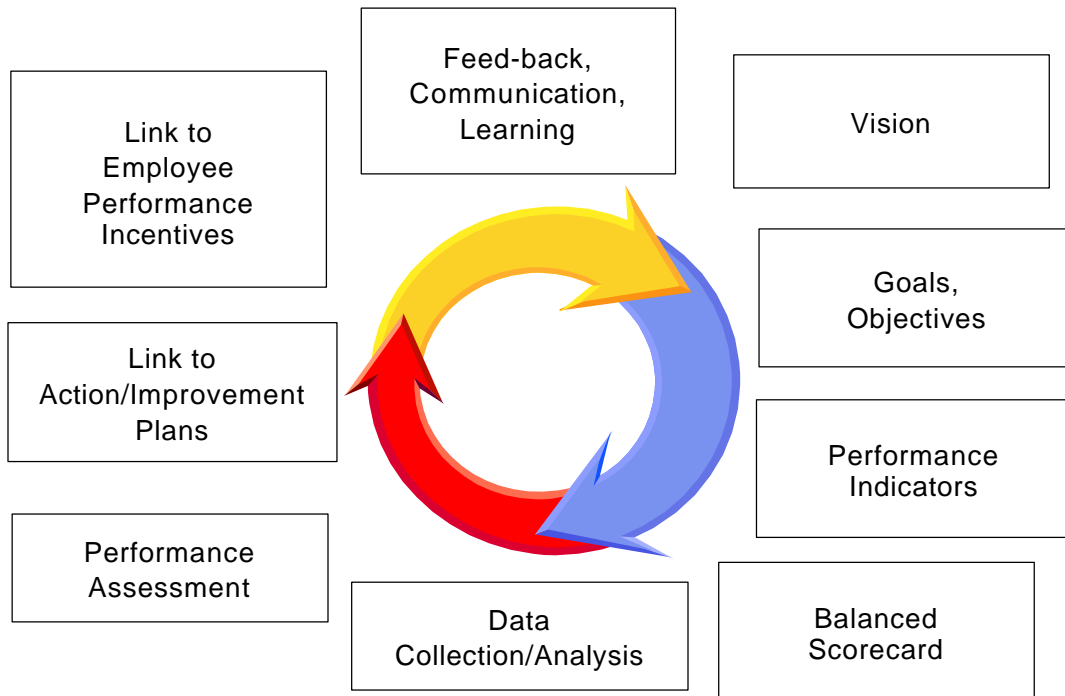 Feed-back,
Communication,
Learning
Vision
Goals,
Objectives
Performance
Indicators
Balanced
Scorecard
Data
Collection/Analysis
Performance
Assessment
Link to
Action/Improvement
Plans
Link to
Employee
Performance
Incentives